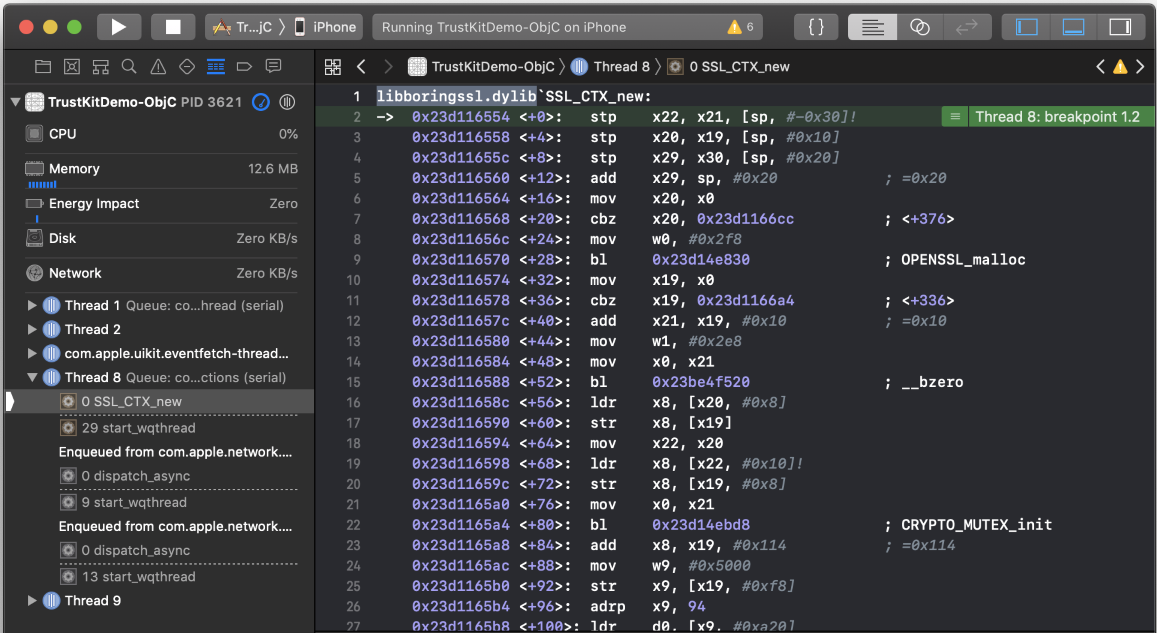 Tr...jC 〉 iPhone
Running TrustKitDemo-ObjC on iPhone
6
{ }
TrustKitDemo-ObjC 〉 Thread 8 〉 0 SSL_CTX_new
TrustKitDemo-ObjC PID 3621
CPU 0%
Memory 12.6 MB
Energy Impact Zero
Disk Zero KB/s
Network Zero KB/s
Thread 1 Queue: co...hread (serial)
Thread 2
com.apple.uikit.eventfetch-thread...
Thread 8 Queue: co...ctions (serial)
0 SSL_CTX_new
29 start_wqthread
Enqueued from com.apple.network....
0 dispatch_async
9 start_wqthread
Enqueued from com.apple.network....
0 dispatch_async
13 start_wqthread
Thread 9
1 libboringssl.dylib`SSL_CTX_new:
2 -> 0x23d116554 <+0>: stp x22, x21, [sp, #-0x30]! Thread 8: breakpoint 1.2
3 0x23d116558 <+4>: stp x20, x19, [sp, #0x10]
4 0x23d11655c <+8>: stp x29, x30, [sp, #0x20]
5 0x23d116560 <+12>: add x29, sp, #0x20 ; =0x20
6 0x23d116564 <+16>: mov x20, x0
7 0x23d116568 <+20>: cbz x20, 0x23d1166cc ; <+376>
8 0x23d11656c <+24>: mov w0, #0x2f8
9 0x23d116570 <+28>: bl 0x23d14e830 ; OPENSSL_malloc
10 0x23d116574 <+32>: mov x19, x0
11 0x23d116578 <+36>: cbz x19, 0x23d1166a4 ; <+336>
12 0x23d11657c <+40>: add x21, x19, #0x10 ; =0x10
13 0x23d116580 <+44>: mov w1, #0x2e8
14 0x23d116584 <+48>: mov x0, x21
15 0x23d116588 <+52>: bl 0x23be4f520 ; __bzero
16 0x23d11658c <+56>: ldr x8, [x20, #0x8]
17 0x23d116590 <+60>: str x8, [x19]
18 0x23d116594 <+64>: mov x22, x20
19 0x23d116598 <+68>: ldr x8, [x22, #0x10]!
20 0x23d11659c <+72>: str x8, [x19, #0x8]
21 0x23d1165a0 <+76>: mov x0, x21
22 0x23d1165a4 <+80>: bl 0x23d14ebd8 ; CRYPTO_MUTEX_init
23 0x23d1165a8 <+84>: add x8, x19, #0x114 ; =0x114
24 0x23d1165ac <+88>: mov w9, #0x5000
25 0x23d1165b0 <+92>: str x9, [x19, #0xf8]
26 0x23d1165b4 <+96>: adrp x9, 94
27 0x23d1165b8 <+100>: ldr d0, [x9, #0xa20]